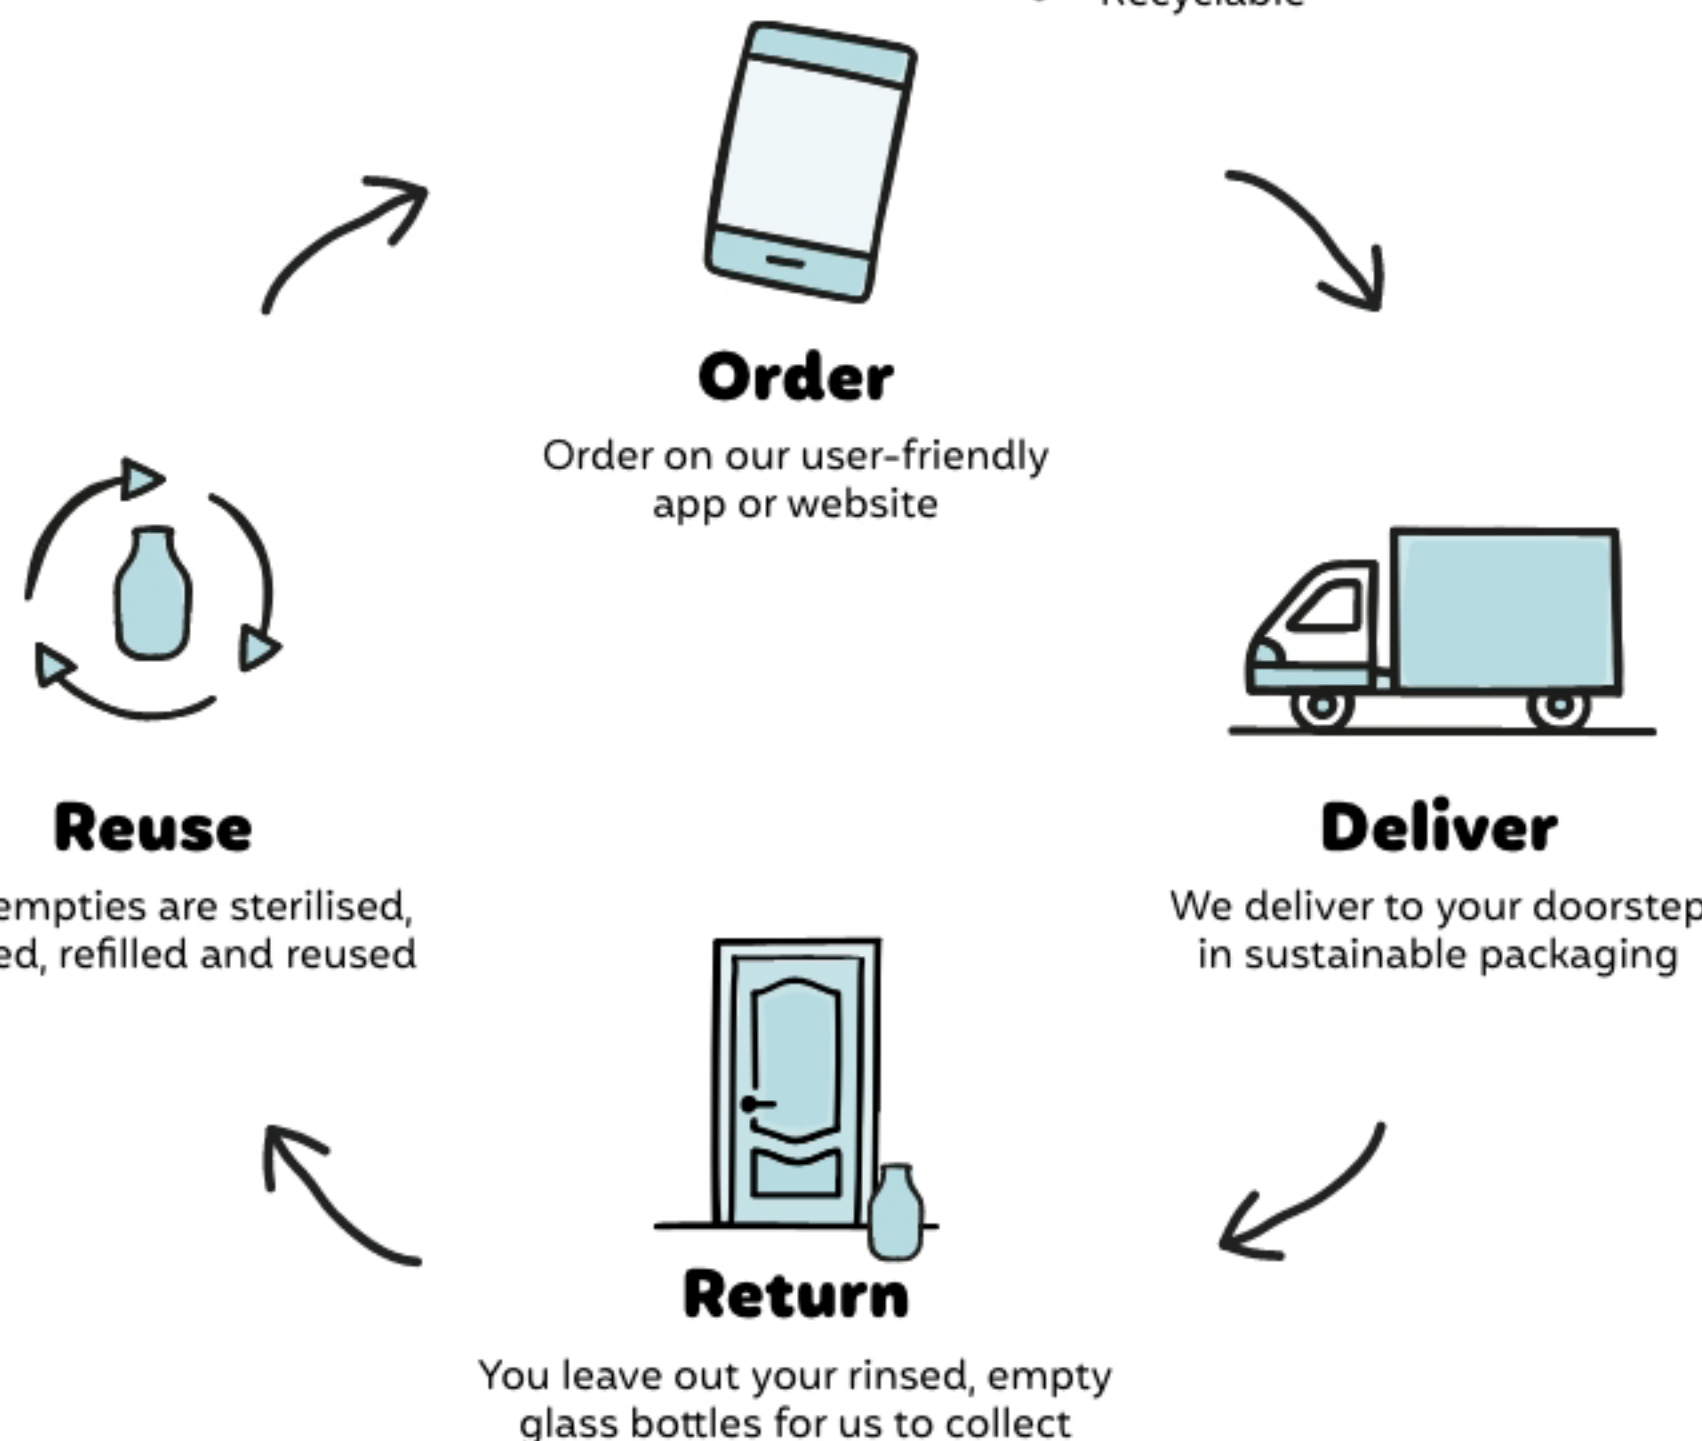 Recyclable
Order
Order on our user-friendly
app or website
Reuse
empties are sterilised,
refilled and reused
Deliver
We deliver to your doorstep
in sustainable packaging
Return
You leave out your rinsed, empty
glass bottles for us to collect